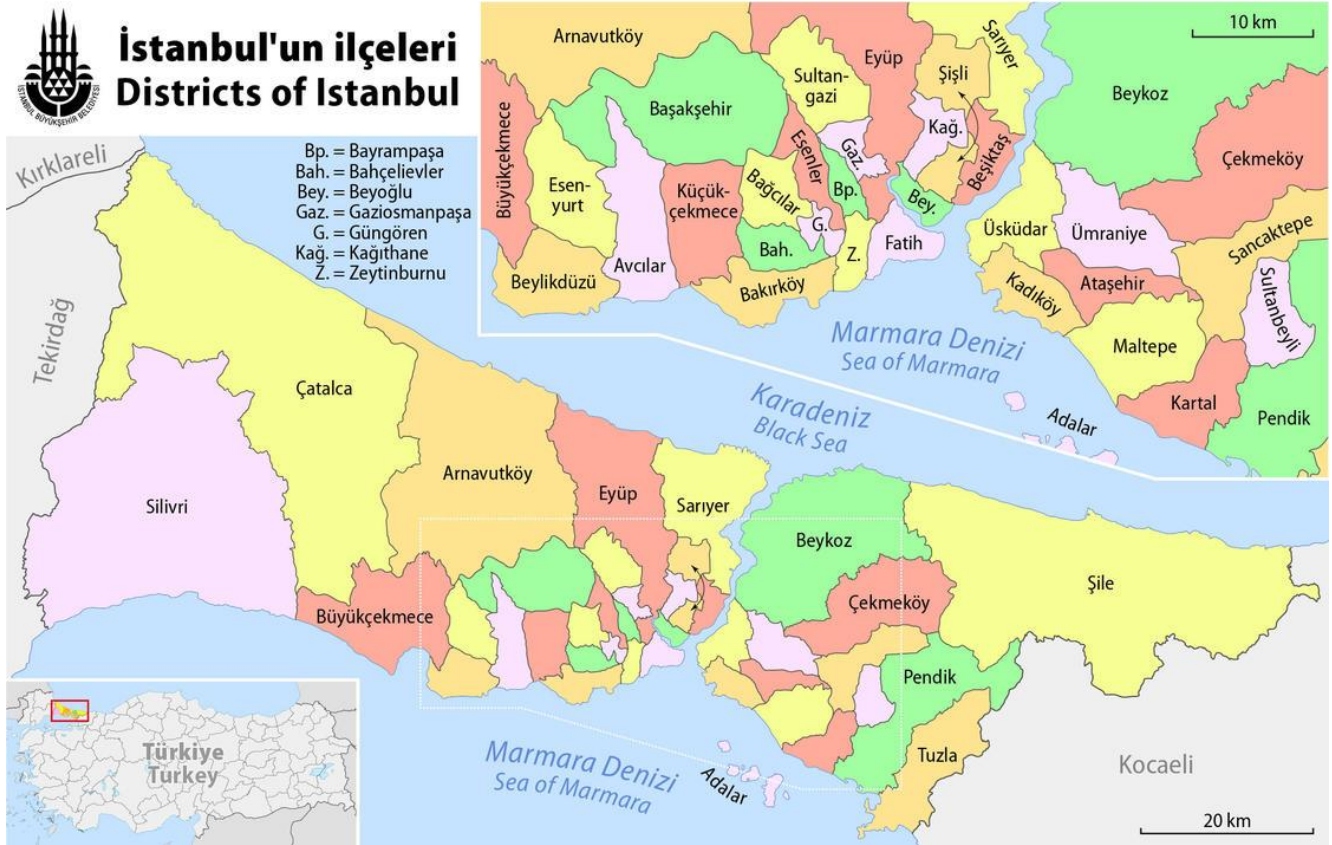 İSTANBUL BÜYÜKŞEHİR BELEDİYESİ
İstanbul'un ilçeleri
Districts of Istanbul
Bp. = Bayrampaşa
Bah. = Bahçelievler
Bey. = Beyoğlu
Gaz. = Gaziosmanpaşa
G. = Güngören
Kağ. = Kağıthane
Z. = Zeytinburnu
10 km
Arnavutköy
Büyükçekmece
Başakşehir
Sultan-
gazi
Eyüp
Şişli
Sarıyer
Beykoz
Çekmeköy
Esen-
yurt
Avcılar
Küçük-
çekmece
Bağcılar
Esenler
Gaz.
Bp.
Kağ.
Beşiktaş
Bey.
G.
Bah.
Z.
Fatih
Beylikdüzü
Bakırköy
Üsküdar
Ümraniye
Sancaktepe
Kadıköy
Ataşehir
Sultanbeyli
Maltepe
Kartal
Pendik
Adalar
Marmara Denizi
Sea of Marmara
Karadeniz
Black Sea
Kırklareli
Tekirdağ
Çatalca
Silivri
Arnavutköy
Eyüp
Sarıyer
Büyükçekmece
Beykoz
Çekmeköy
Şile
Pendik
Tuzla
Kocaeli
Marmara Denizi
Sea of Marmara
Adalar
Türkiye
Turkey
20 km